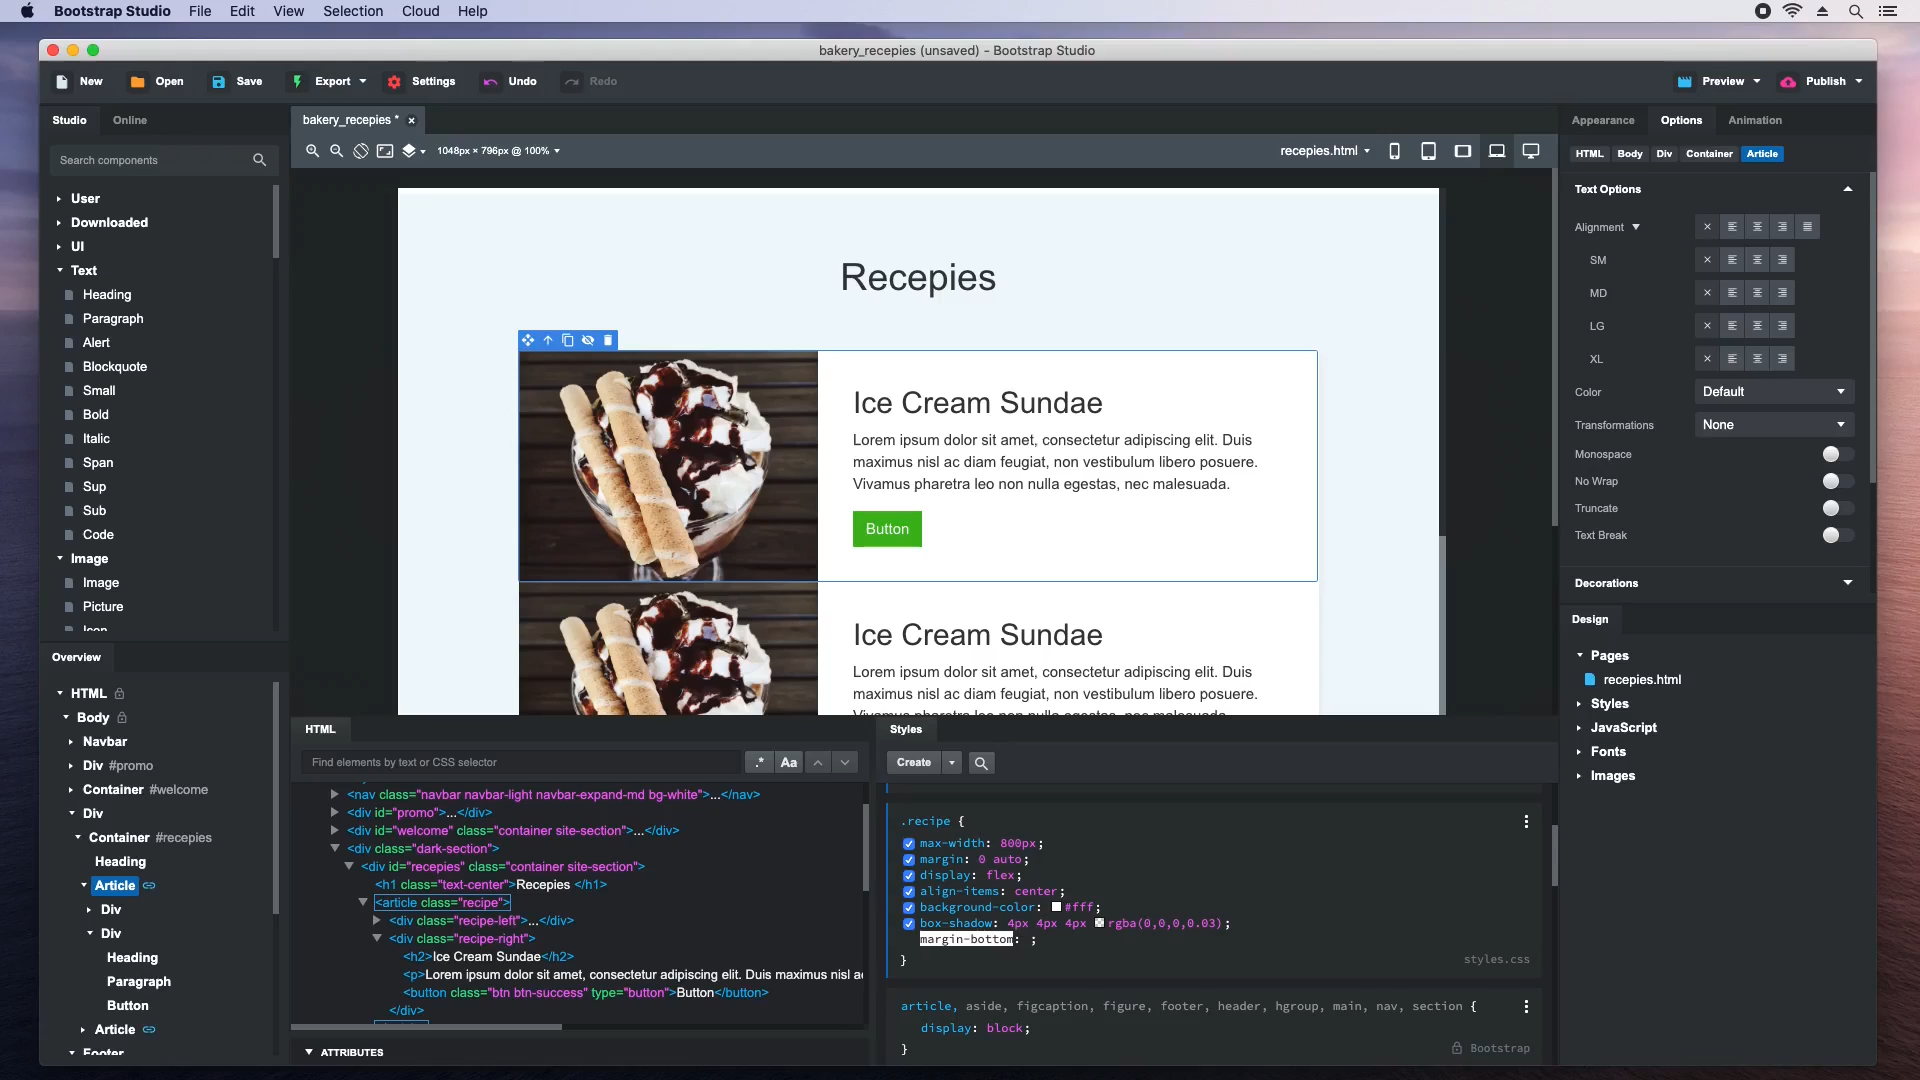 Bootstrap Studio File Edit View Selection Cloud Help
bakery_recepies (unsaved) - Bootstrap Studio
New Open Save Export Settings Undo Redo Preview Publish
Studio Online
Search components
User
Downloaded
UI
Text
Heading
Paragraph
Alert
Blockquote
Small
Bold
Italic
Span
Sup
Sub
Code
Image
Image
Picture
Icon
Overview
HTML
Body
Navbar
Div #promo
Container #welcome
Div
Container #recepies
Heading
Article
Div
Div
Heading
Paragraph
Button
Article
Footer
bakery_recepies * ×
1048px × 796px @ 100%
recepies.html
Recepies
Ice Cream Sundae
Lorem ipsum dolor sit amet, consectetur adipiscing elit. Duis
maximus nisl ac diam feugiat, non vestibulum libero posuere.
Vivamus pharetra leo non nulla egestas, nec malesuada.
Button
Ice Cream Sundae
Lorem ipsum dolor sit amet, consectetur adipiscing elit. Duis
maximus nisl ac diam feugiat, non vestibulum libero posuere.
Vivamus pharetra leo non nulla egestas, nec malesuada.
HTML
Find elements by text or CSS selector
.* Aa
<nav class="navbar navbar-light navbar-expand-md bg-white">...</nav>
<div id="promo">...</div>
<div id="welcome" class="container site-section">...</div>
<div class="dark-section">
<div id="recepies" class="container site-section">
<h1 class="text-center">Recepies </h1>
<article class="recipe">
<div class="recipe-left">...</div>
<div class="recipe-right">
<h2>Ice Cream Sundae</h2>
<p>Lorem ipsum dolor sit amet, consectetur adipiscing elit. Duis maximus nisl a
<button class="btn btn-success" type="button">Button</button>
</div>
ATTRIBUTES
Styles
Create
.recipe {
max-width: 800px;
margin: 0 auto;
display: flex;
align-items: center;
background-color: #fff;
box-shadow: 4px 4px 4px rgba(0,0,0,0.03);
margin-bottom: ;
}
styles.css
article, aside, figcaption, figure, footer, header, hgroup, main, nav, section {
display: block;
}
Bootstrap
Appearance Options Animation
HTML Body Div Container Article
Text Options
Alignment
SM
MD
LG
XL
Color Default
Transformations None
Monospace
No Wrap
Truncate
Text Break
Decorations
Design
Pages
recepies.html
Styles
JavaScript
Fonts
Images